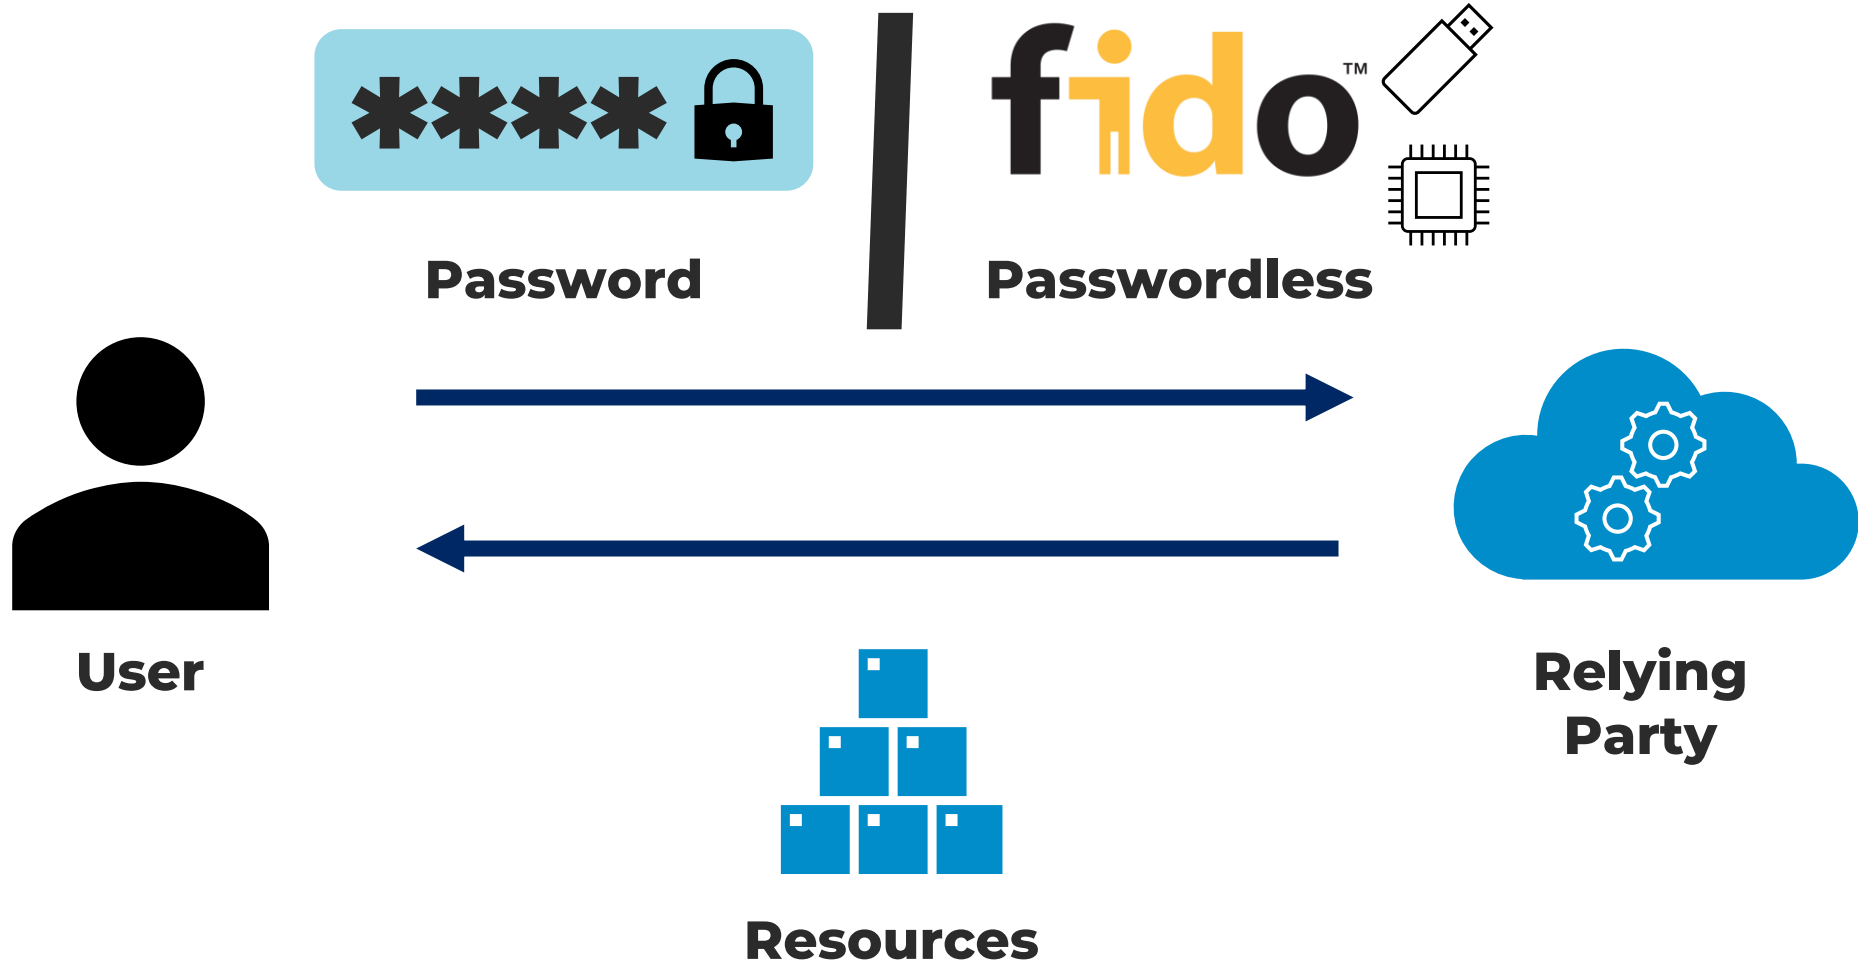 ****
fido™
Password
Passwordless
User
Relying
Party
Resources